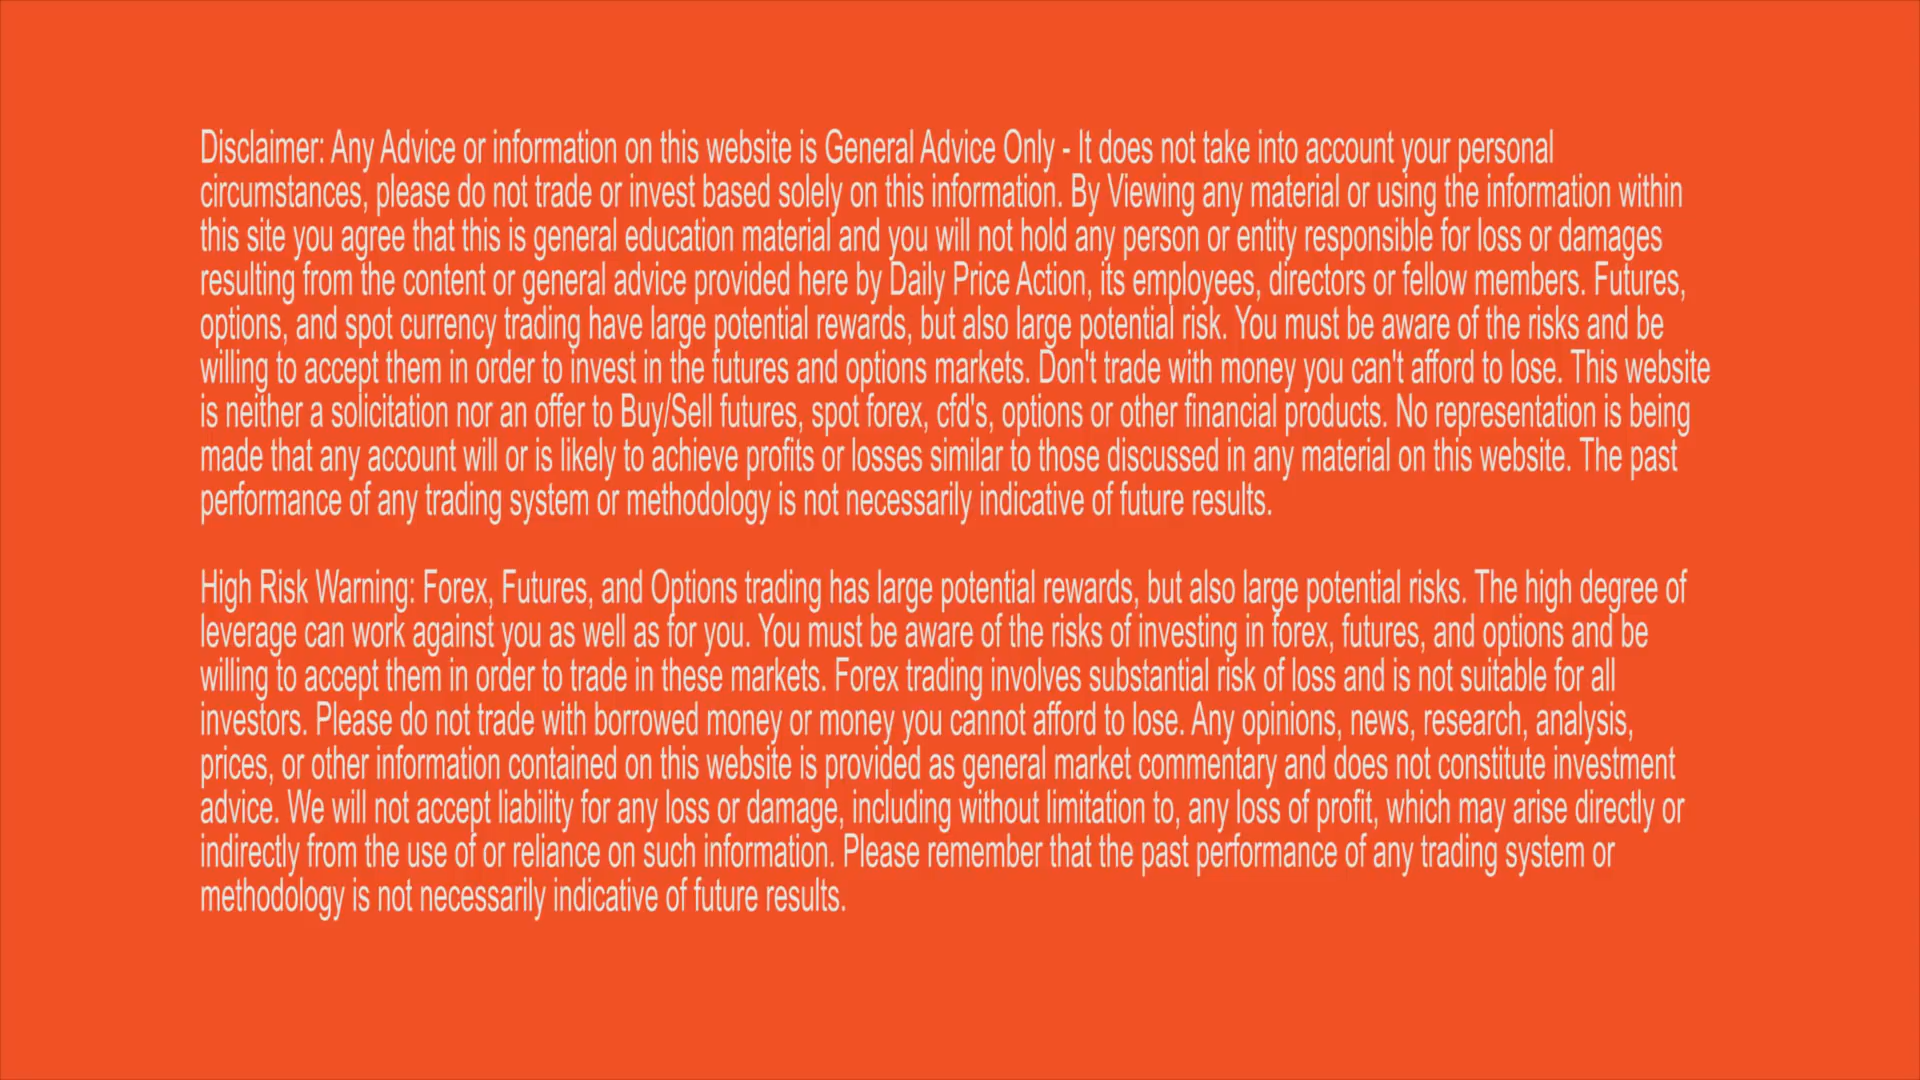 Disclaimer: Any Advice or information on this website is General Advice Only - It does not take into account your personal
circumstances, please do not trade or invest based solely on this information. By Viewing any material or using the information within
this site you agree that this is general education material and you will not hold any person or entity responsible for loss or damages
resulting from the content or general advice provided here by Daily Price Action, its employees, directors or fellow members. Futures,
options, and spot currency trading have large potential rewards, but also large potential risk. You must be aware of the risks and be
willing to accept them in order to invest in the futures and options markets. Don't trade with money you can't afford to lose. This website
is neither a solicitation nor an offer to Buy/Sell futures, spot forex, cfd's, options or other financial products. No representation is being
made that any account will or is likely to achieve profits or losses similar to those discussed in any material on this website. The past
performance of any trading system or methodology is not necessarily indicative of future results.
High Risk Warning: Forex, Futures, and Options trading has large potential rewards, but also large potential risks. The high degree of
leverage can work against you as well as for you. You must be aware of the risks of investing in forex, futures, and options and be
willing to accept them in order to trade in these markets. Forex trading involves substantial risk of loss and is not suitable for all
investors. Please do not trade with borrowed money or money you cannot afford to lose. Any opinions, news, research, analysis,
prices, or other information contained on this website is provided as general market commentary and does not constitute investment
advice. We will not accept liability for any loss or damage, including without limitation to, any loss of profit, which may arise directly or
indirectly from the use of or reliance on such information. Please remember that the past performance of any trading system or
methodology is not necessarily indicative of future results.